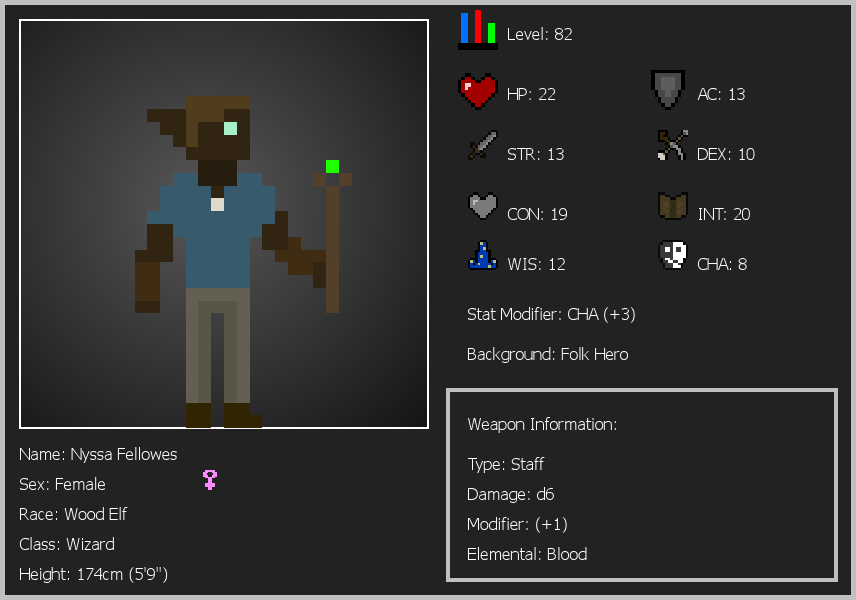 Level: 82
HP: 22
AC: 13
STR: 13
DEX: 10
CON: 19
INT: 20
WIS: 12
CHA: 8
Stat Modifier: CHA (+3)
Background: Folk Hero
Weapon Information:
Type: Staff
Damage: d6
Modifier: (+1)
Elemental: Blood
Name: Nyssa Fellowes
Sex: Female
Race: Wood Elf
Class: Wizard
Height: 174cm (5'9")